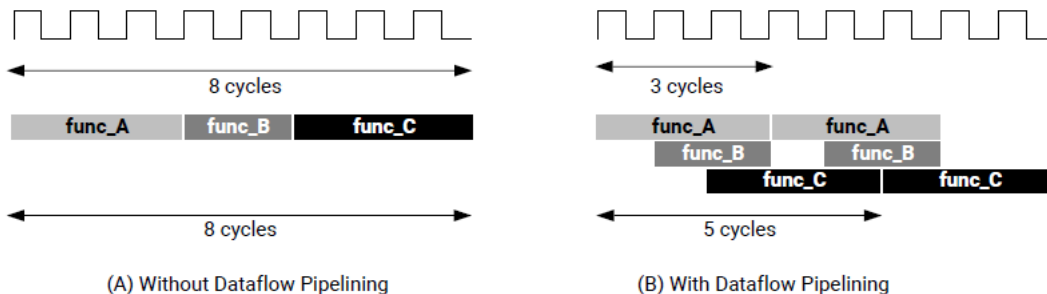 8 cycles
func_A func_B func_C
8 cycles
(A) Without Dataflow Pipelining
3 cycles
func_A func_A
func_B func_B
func_C func_C
5 cycles
(B) With Dataflow Pipelining